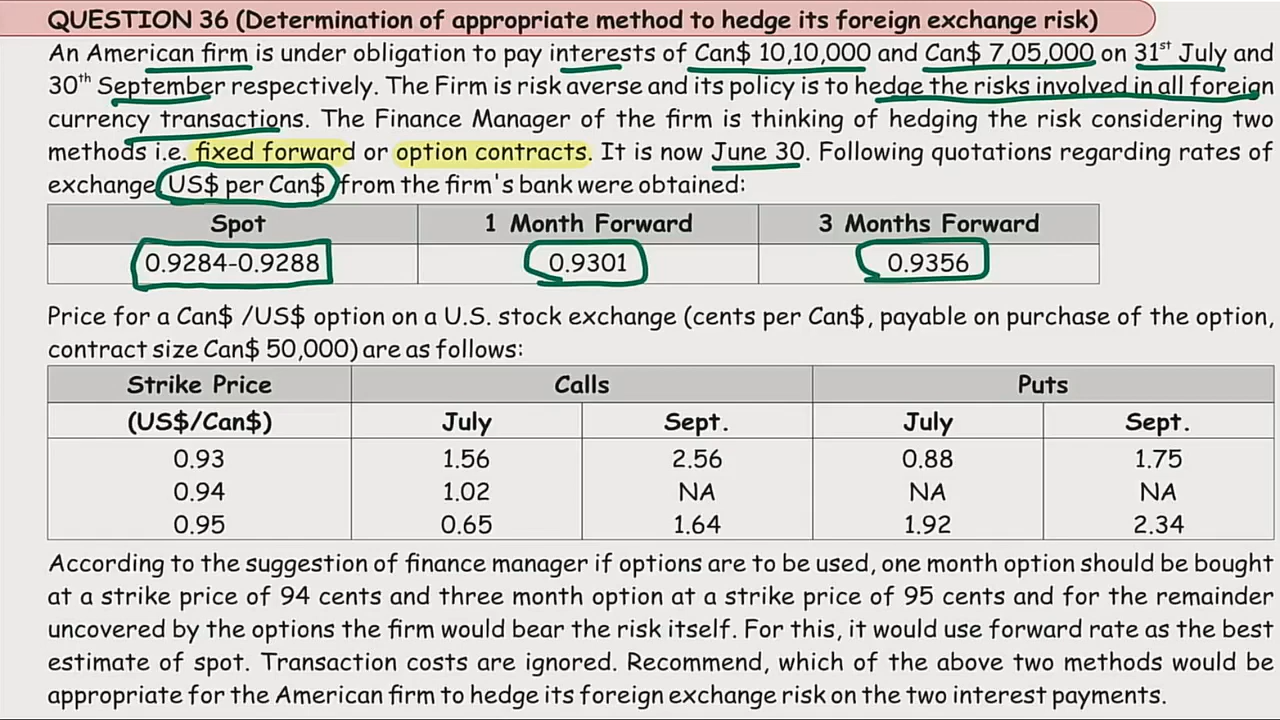 QUESTION 36 (Determination of appropriate method to hedge its foreign exchange risk)
An American firm is under obligation to pay interests of Can$ 10,10,000 and Can$ 7,05,000 on 31st July and
30th September respectively. The Firm is risk averse and its policy is to hedge the risks involved in all foreign
currency transactions. The Finance Manager of the firm is thinking of hedging the risk considering two
methods i.e. fixed forward or option contracts. It is now June 30. Following quotations regarding rates of
exchange US$ per Can$ from the firm's bank were obtained:
Spot 1 Month Forward 3 Months Forward
0.9284-0.9288 0.9301 0.9356
Price for a Can$ /US$ option on a U.S. stock exchange (cents per Can$, payable on purchase of the option,
contract size Can$ 50,000) are as follows:
Strike Price Calls Puts
(US$/Can$) July Sept. July Sept.
0.93 1.56 2.56 0.88 1.75
0.94 1.02 NA NA NA
0.95 0.65 1.64 1.92 2.34
According to the suggestion of finance manager if options are to be used, one month option should be bought
at a strike price of 94 cents and three month option at a strike price of 95 cents and for the remainder
uncovered by the options the firm would bear the risk itself. For this, it would use forward rate as the best
estimate of spot. Transaction costs are ignored. Recommend, which of the above two methods would be
appropriate for the American firm to hedge its foreign exchange risk on the two interest payments.